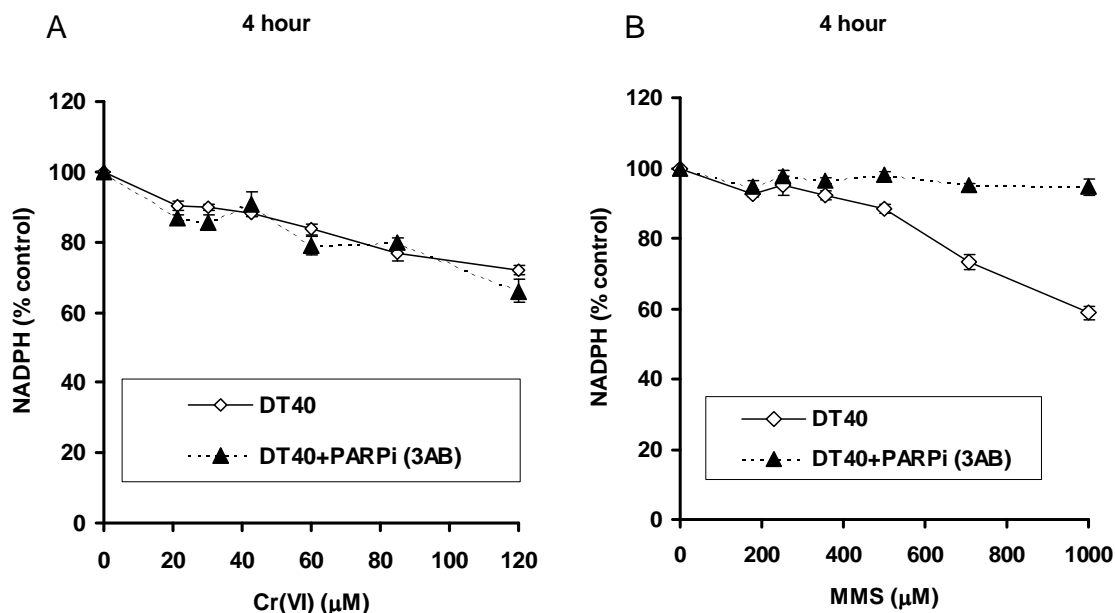 A
4 hour
NADPH (% control)
120
100
80
60
40
20
0
DT40
DT40+PARPi (3AB)
0 20 40 60 80 100 120
Cr(VI) (μM)
B
4 hour
NADPH (% control)
120
100
80
60
40
20
0
DT40
DT40+PARPi (3AB)
0 200 400 600 800 1000
MMS (μM)